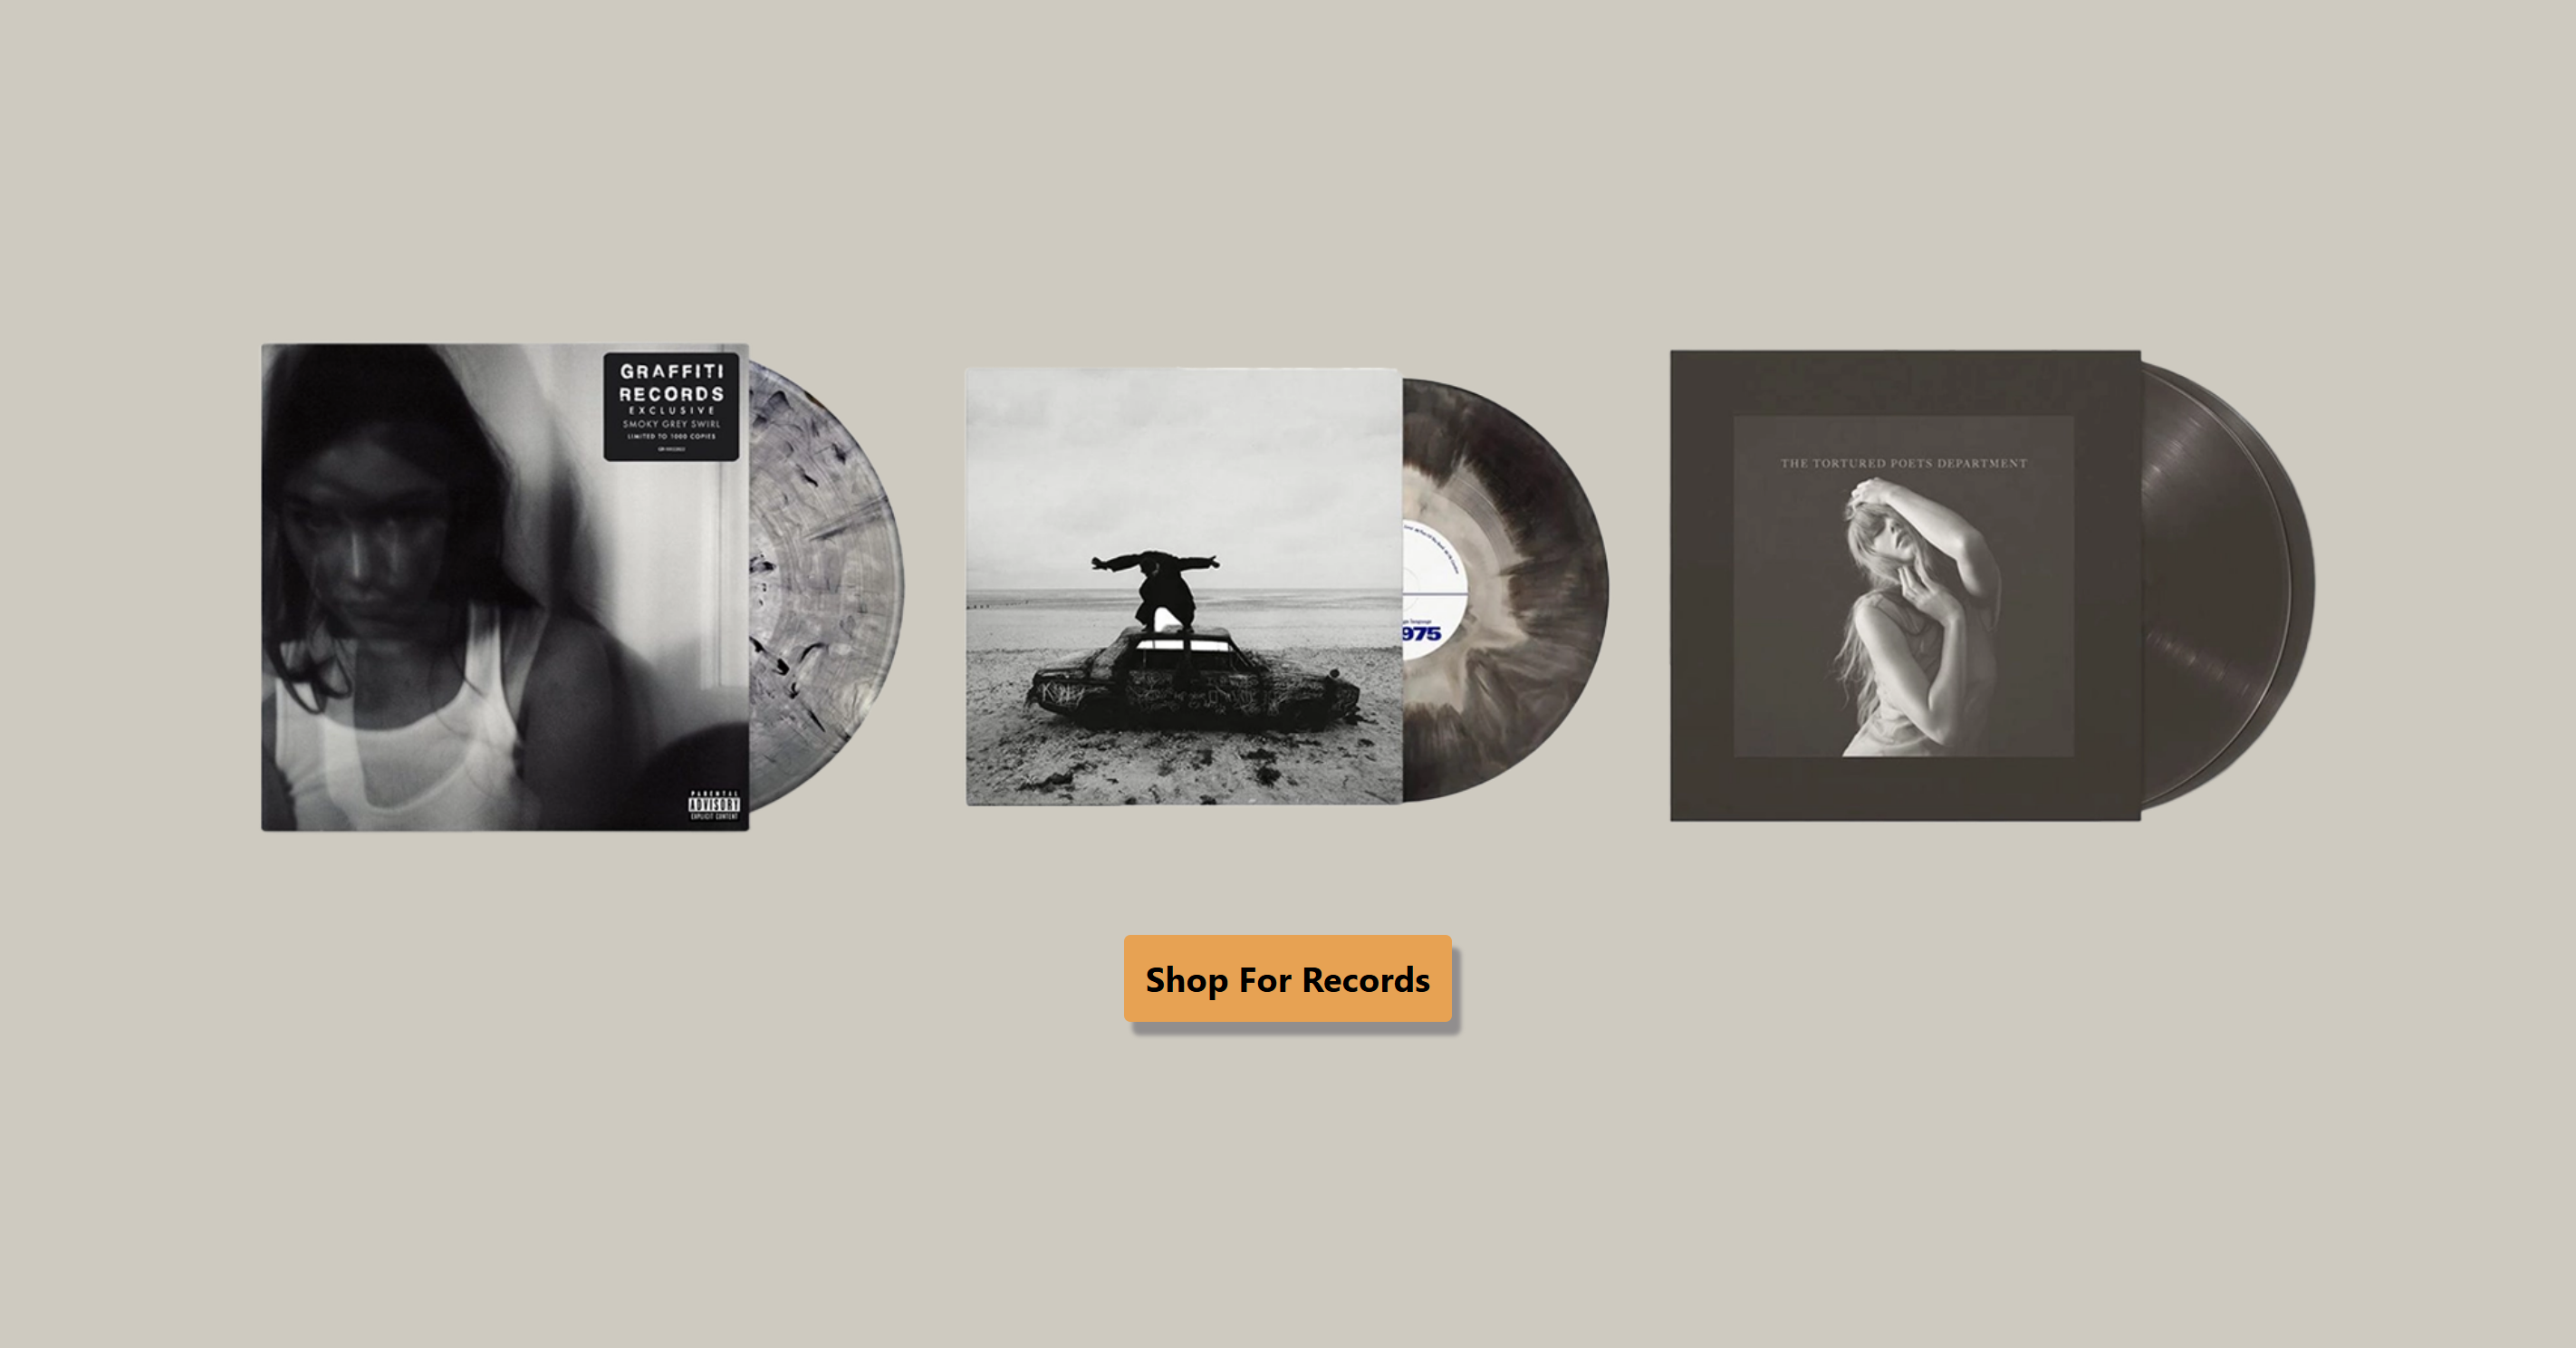 GRAFFITI
RECORDS
EXCLUSIVE
SMOKY GREY SWIRL
LIMITED TO 1000 COPIES
PARENTAL
ADVISORY
EXPLICIT CONTENT
975
THE TORTURED POETS DEPARTMENT
Shop For Records